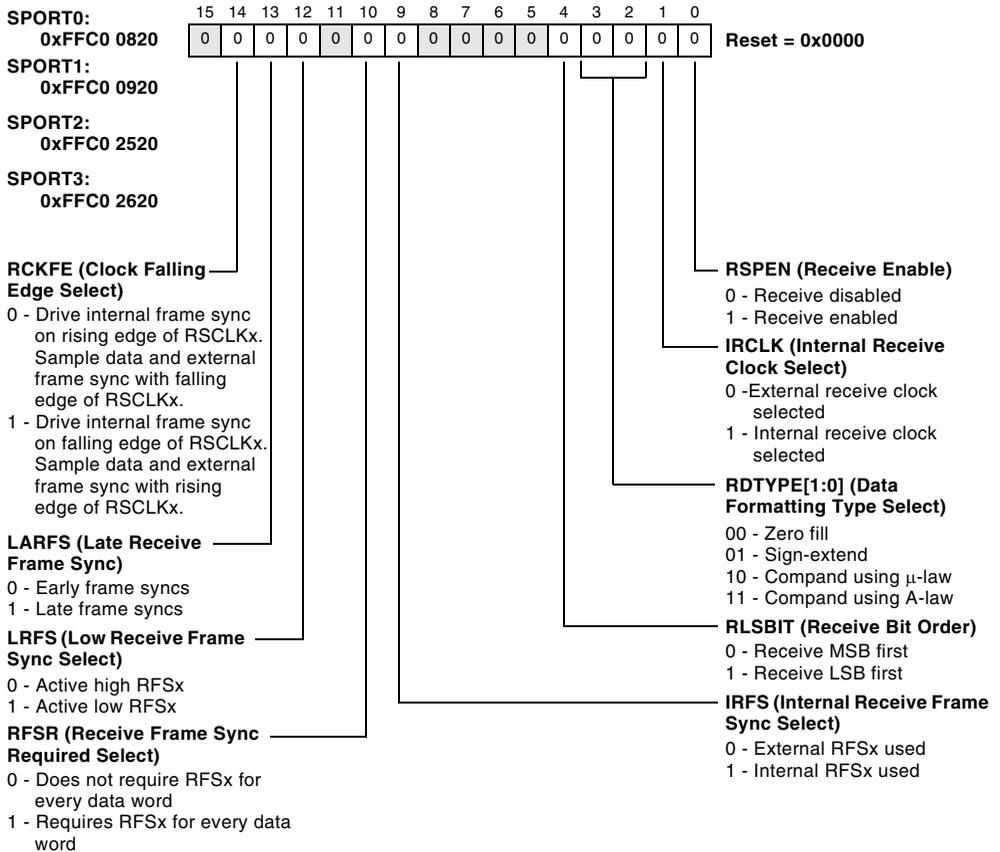 SPORT0:
0xFFC0 0820
SPORT1:
0xFFC0 0920
SPORT2:
0xFFC0 2520
SPORT3:
0xFFC0 2620
15 14 13 12 11 10 9 8 7 6 5 4 3 2 1 0
0 0 0 0 0 0 0 0 0 0 0 0 0 0 0 0
Reset = 0x0000
RCKFE (Clock Falling
Edge Select)
0 - Drive internal frame sync
on rising edge of RSCLKx.
Sample data and external
frame sync with falling
edge of RSCLKx.
1 - Drive internal frame sync
on falling edge of RSCLKx.
Sample data and external
frame sync with rising
edge of RSCLKx.
LARFS (Late Receive
Frame Sync)
0 - Early frame syncs
1 - Late frame syncs
LRFS (Low Receive Frame
Sync Select)
0 - Active high RFSx
1 - Active low RFSx
RFSR (Receive Frame Sync
Required Select)
0 - Does not require RFSx for
every data word
1 - Requires RFSx for every data
word
RSPEN (Receive Enable)
0 - Receive disabled
1 - Receive enabled
IRCLK (Internal Receive
Clock Select)
0 -External receive clock
selected
1 - Internal receive clock
selected
RDTYPE[1:0] (Data
Formatting Type Select)
00 - Zero fill
01 - Sign-extend
10 - Compand using μ-law
11 - Compand using A-law
RLSBIT (Receive Bit Order)
0 - Receive MSB first
1 - Receive LSB first
IRFS (Internal Receive Frame
Sync Select)
0 - External RFSx used
1 - Internal RFSx used